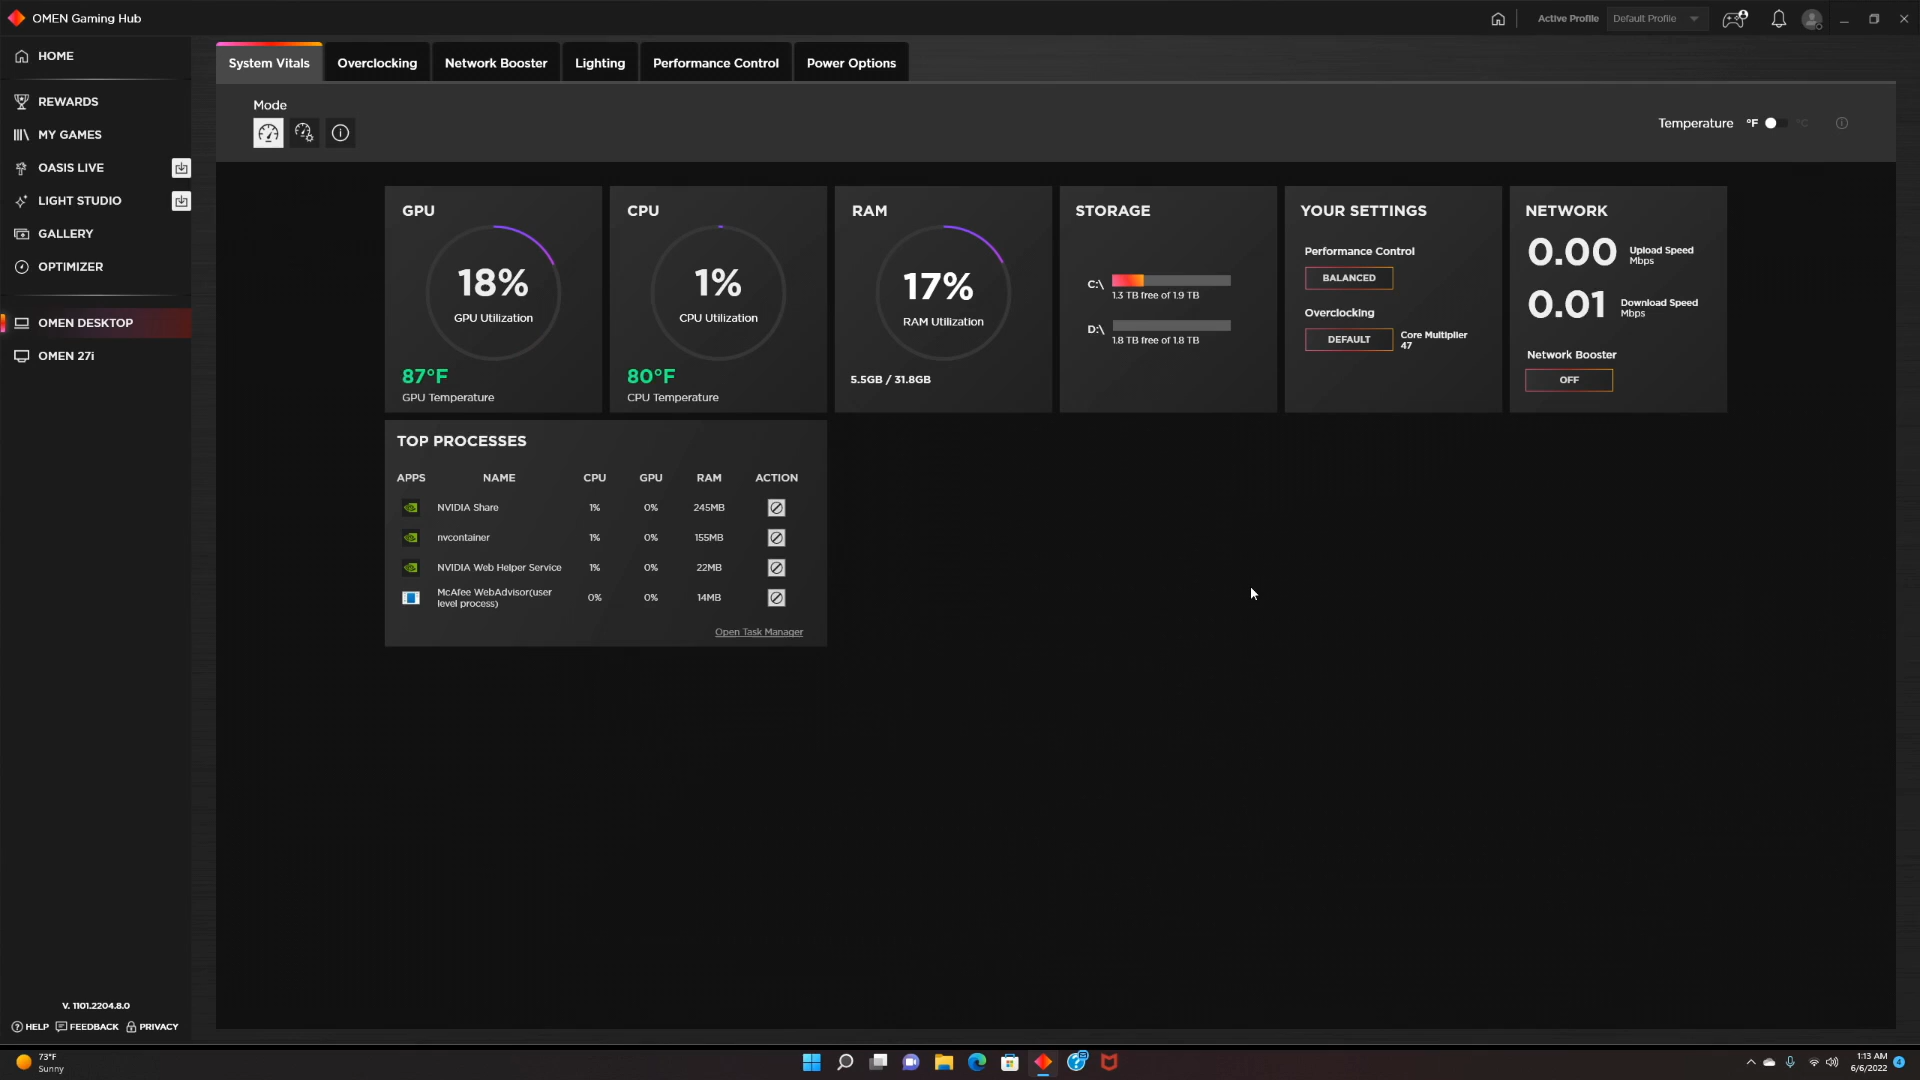 OMEN Gaming Hub
Active Profile
Default Profile
HOME
REWARDS
MY GAMES
OASIS LIVE
LIGHT STUDIO
GALLERY
OPTIMIZER
OMEN DESKTOP
OMEN 27i
System Vitals
Overclocking
Network Booster
Lighting
Performance Control
Power Options
Mode
Temperature
°F
°C
GPU
18%
GPU Utilization
87°F
GPU Temperature
CPU
1%
CPU Utilization
80°F
CPU Temperature
RAM
17%
RAM Utilization
5.5GB / 31.8GB
STORAGE
C:\
1.3 TB free of 1.9 TB
D:\
1.8 TB free of 1.8 TB
YOUR SETTINGS
Performance Control
BALANCED
Overclocking
DEFAULT
Core Multiplier
47
NETWORK
0.00
Upload Speed
Mbps
0.01
Download Speed
Mbps
Network Booster
OFF
TOP PROCESSES
APPS NAME CPU GPU RAM ACTION
NVIDIA Share 1% 0% 245MB
nvcontainer 1% 0% 155MB
NVIDIA Web Helper Service 1% 0% 22MB
McAfee WebAdvisor(user
level process) 0% 0% 14MB
Open Task Manager
V. 1101.2204.8.0
HELP FEEDBACK PRIVACY
73°F
Sunny
1:13 AM
6/6/2022
4